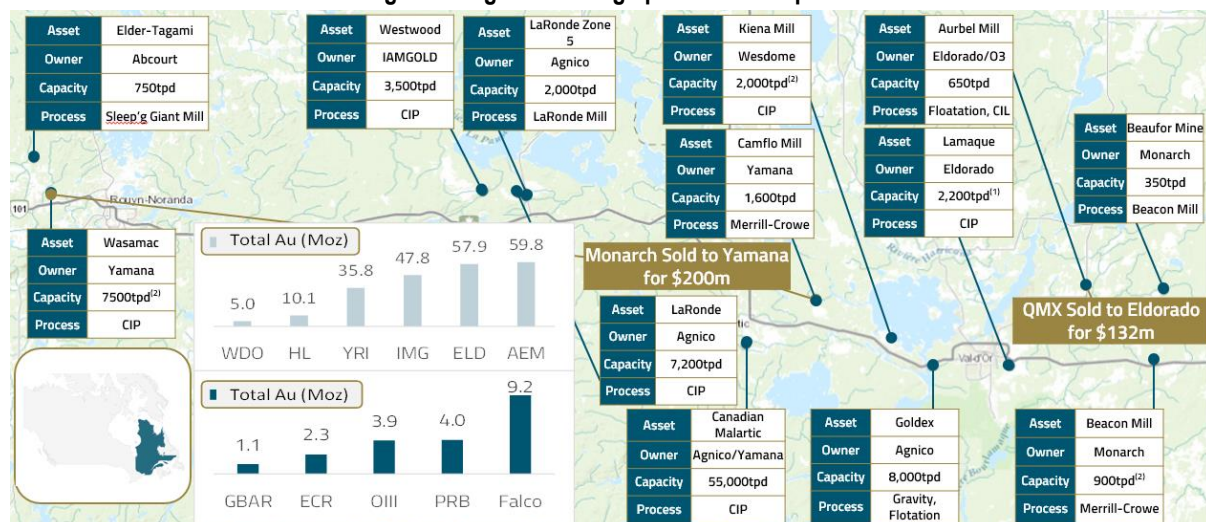 Asset Elder-Tagami
Owner Abcourt
Capacity 750tpd
Process Sleep'g Giant Mill
Asset Westwood
Owner IAMGOLD
Capacity 3,500tpd
Process CIP
Asset LaRonde Zone
5
Owner Agnico
Capacity 2,000tpd
Process LaRonde Mill
Asset Kiena Mill
Owner Wesdome
Capacity 2,000tpd(2)
Process CIP
Asset Aurbel Mill
Owner Eldorado/O3
Capacity 650tpd
Process Floatation, CIL
Asset Camflo Mill
Owner Yamana
Capacity 1,600tpd
Process Merrill-Crowe
Asset Lamaque
Owner Eldorado
Capacity 2,200tpd(1)
Process CIP
Asset Beaufor Mine
Owner Monarch
Capacity 350tpd
Process Beacon Mill
101
Rouyn-Noranda
Asset Wasamac
Owner Yamana
Capacity 7500tpd(2)
Process CIP
Total Au (Moz)
5.0 10.1 35.8 47.8 57.9 59.8
WDO HL YRI IMG ELD AEM
Total Au (Moz)
1.1 2.3 3.9 4.0 9.2
GBAR ECR OIII PRB Falco
Monarch Sold to Yamana
for $200m
QMX Sold to Eldorado
for $132m
Val-d'Or
Asset LaRonde
Owner Agnico
Capacity 7,200tpd
Process CIP
Asset Canadian
Malartic
Owner Agnico/Yamana
Capacity 55,000tpd
Process CIP
Asset Goldex
Owner Agnico
Capacity 8,000tpd
Process Gravity,
Flotation
Asset Beacon Mill
Owner Monarch
Capacity 900tpd(2)
Process Merrill-Crowe